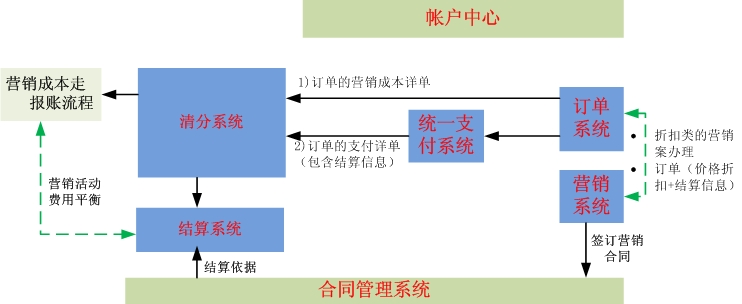 帐户中心
1)订单的营销成本详单
营销成本走
报账流程
清分系统
统一支
付系统
订单
系统
2)订单的支付详单
（包含结算信息）
• 折扣类的营销
案办理
• 订单（价格折
扣+结算信息）
营销活动
费用平衡
营销
系统
结算系统
签订营销
合同
结算依据
合同管理系统